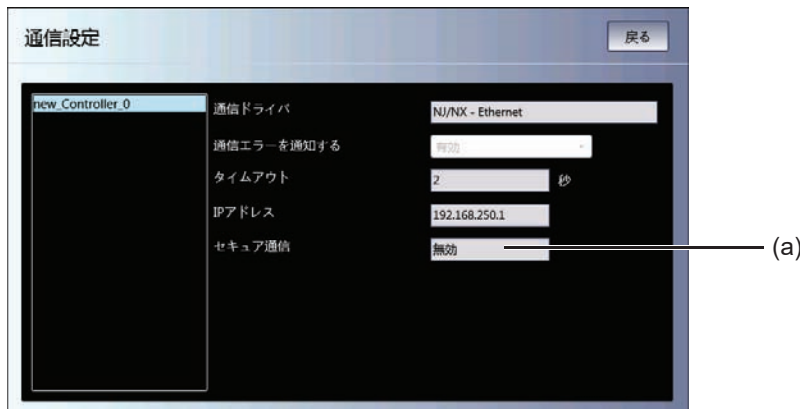 通信設定
戻る
new_Controller_0
通信ドライバ
NJ/NX - Ethernet
通信エラーを通知する
有効
タイムアウト
2
秒
IPアドレス
192.168.250.1
セキュア通信
無効
(a)